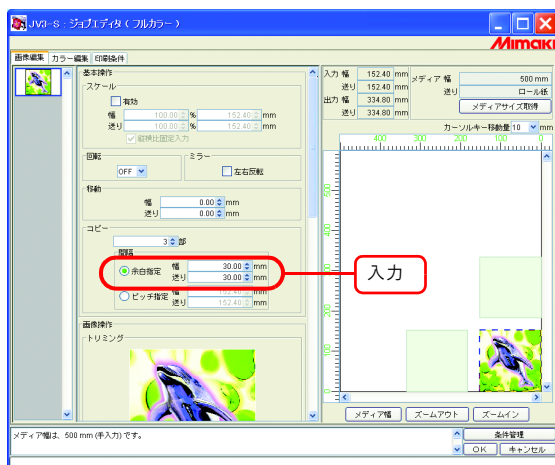 JV3-S : ジョブエディタ ( フルカラー )
Mimaki
画像編集 カラー編集 印刷条件
基本操作
スケール
有効
幅 100.00 % 152.40 mm
送り 100.00 % 152.40 mm
縦横比固定入力
回転
OFF
ミラー
左右反転
移動
幅 0.00 mm
送り 0.00 mm
コピー
3 部
間隔
余白指定 幅 30.00 mm
送り 30.00 mm
ピッチ指定 幅 152.40 mm
送り 152.40 mm
入力
画像操作
トリミング
入力 幅 152.40 mm
送り 152.40 mm
出力 幅 334.80 mm
送り 334.80 mm
メディア 幅 500 mm
送り ロール紙
メディアサイズ取得
カーソルキー移動量 10 mm
400 300 200 100 0
500
400
300
200
100
0
メディア幅 ズームアウト ズームイン
メディア幅は、500 mm (手入力) です。
条件管理
OK キャンセル